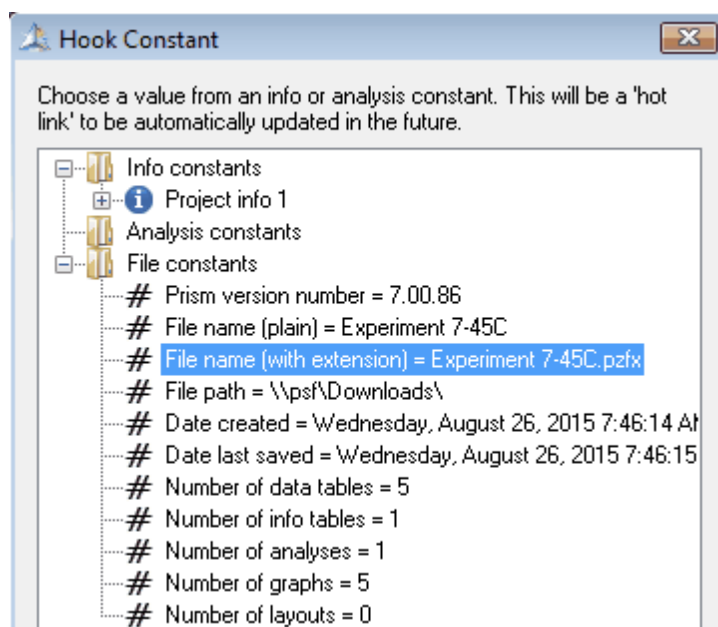 Hook Constant
Choose a value from an info or analysis constant. This will be a 'hot
link' to be automatically updated in the future.
Info constants
Project info 1
Analysis constants
File constants
# Prism version number = 7.00.86
# File name (plain) = Experiment 7-45C
# File name (with extension) = Experiment 7-45C.pzfx
# File path = \\psf\Downloads\
# Date created = Wednesday, August 26, 2015 7:46:14
# Date last saved = Wednesday, August 26, 2015 7:46:15
# Number of data tables = 5
# Number of info tables = 1
# Number of analyses = 1
# Number of graphs = 5
# Number of layouts = 0